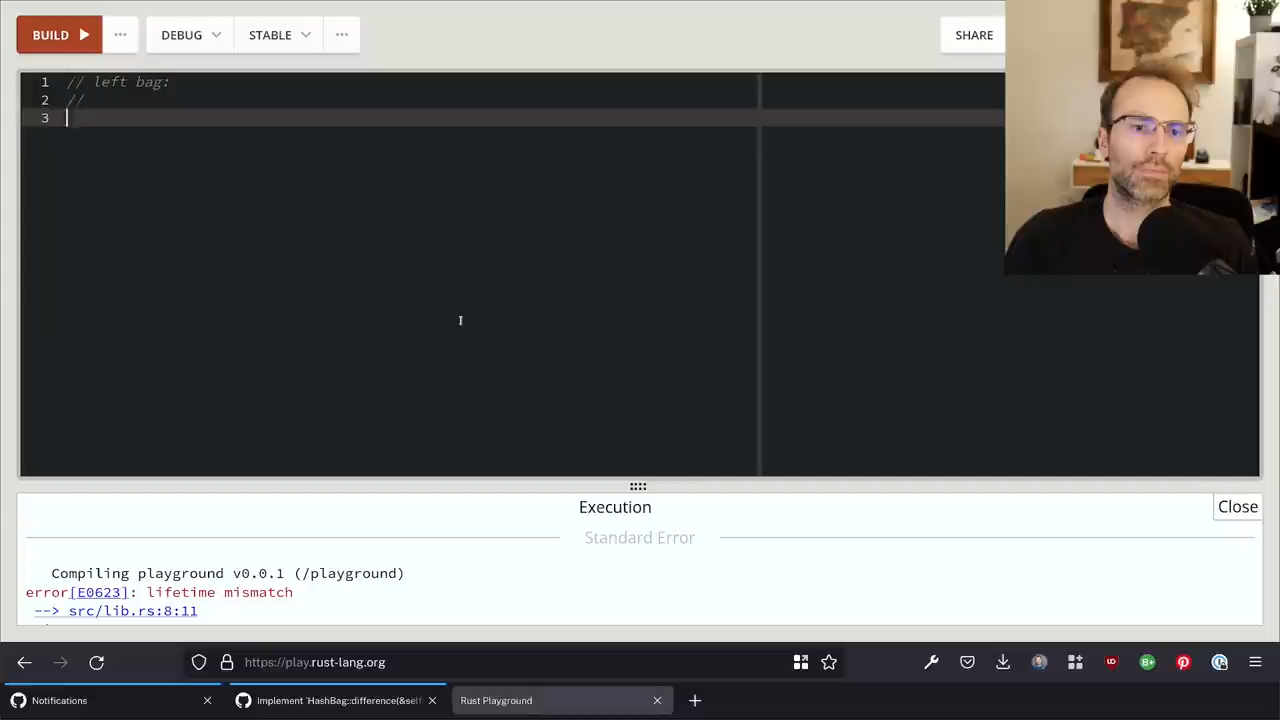 BUILD
DEBUG
STABLE
SHARE
1 // left bag:
2 //
3
Execution
Close
Standard Error
Compiling playground v0.0.1 (/playground)
error[E0623]: lifetime mismatch
--> src/lib.rs:8:11
https://play.rust-lang.org
Notifications
Implement `HashBag::difference(&self
Rust Playground